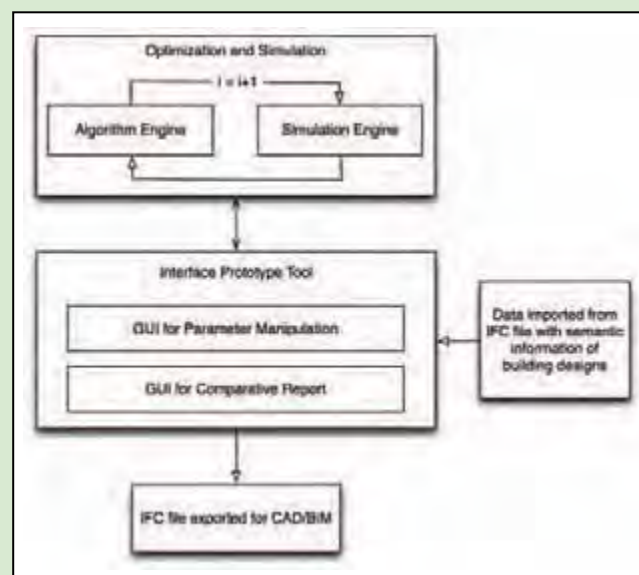 Optimization and Simulation
i = i+1
Algorithm Engine
Simulation Engine
Interface Prototype Tool
GUI for Parameter Manipulation
GUI for Comparative Report
Data imported from
IFC file with semantic
information of
building designs
IFC file exported for CAD/BIM